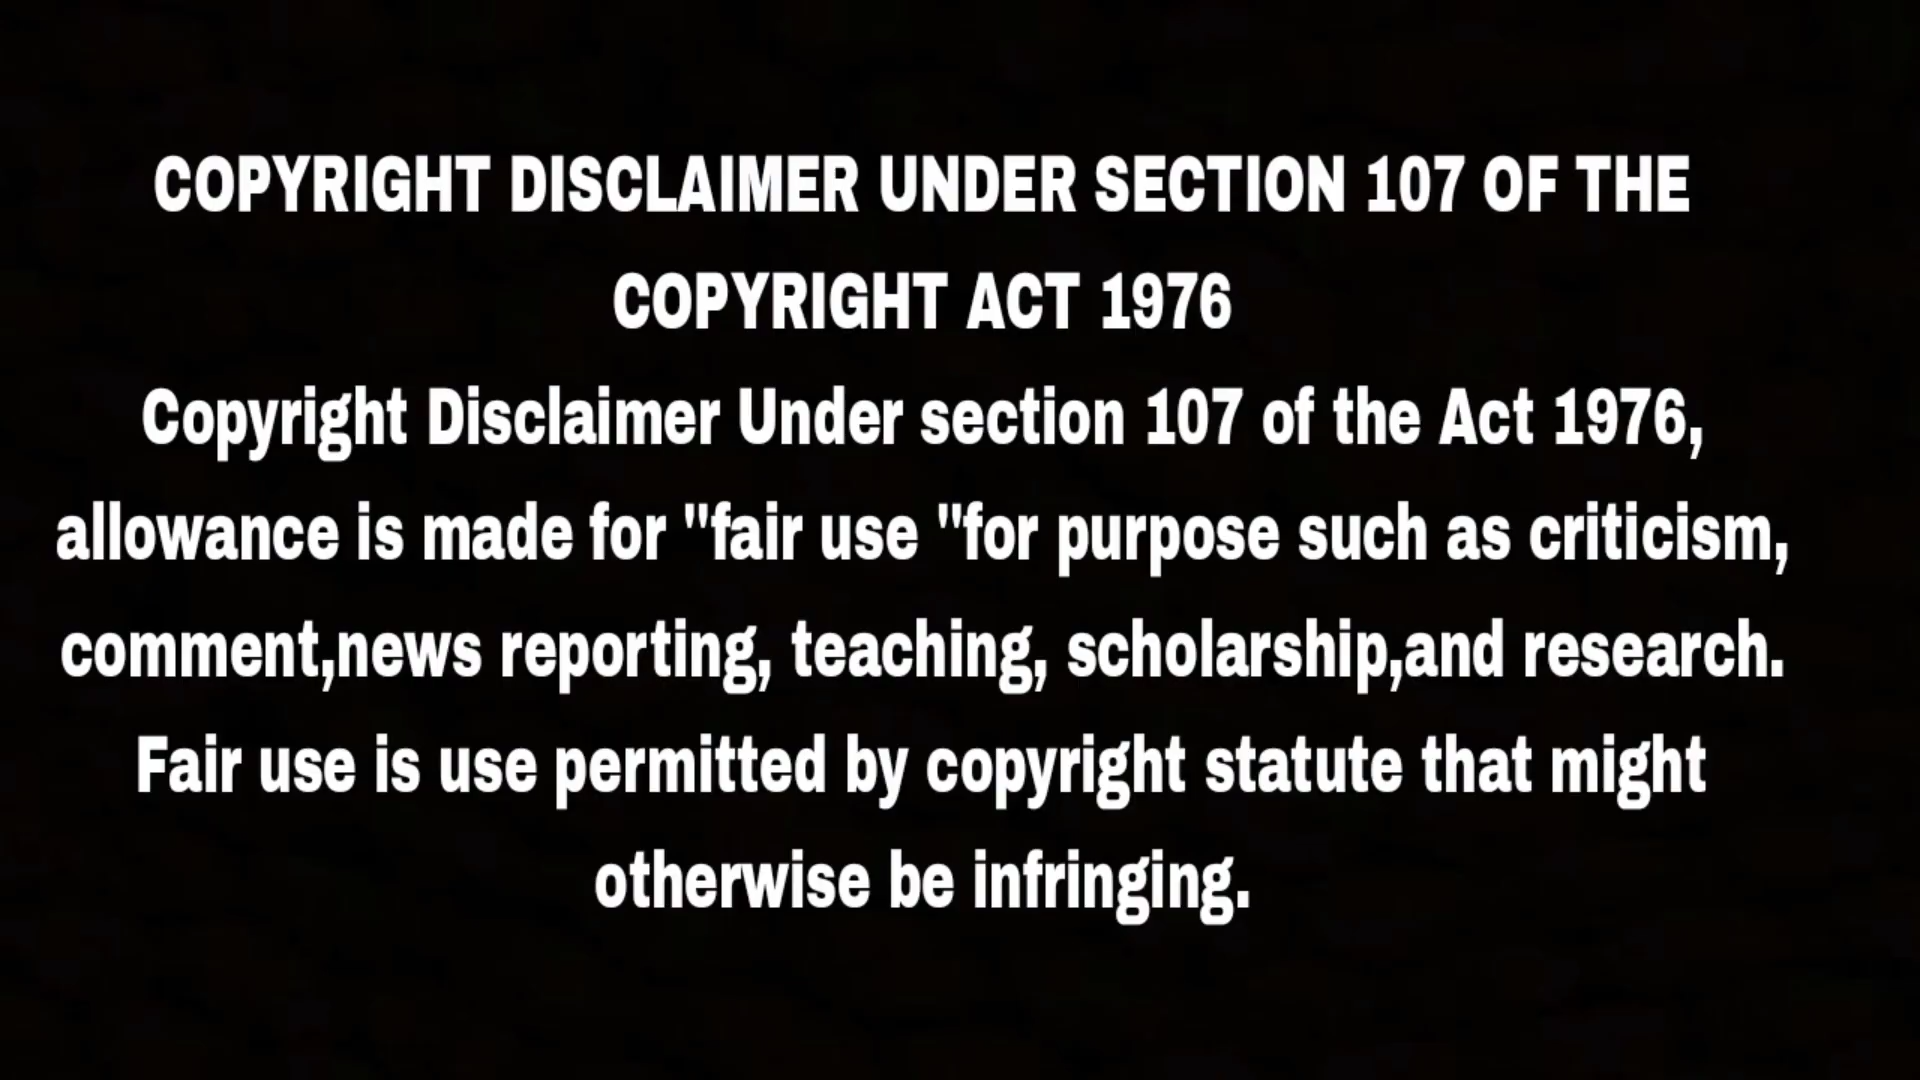 COPYRIGHT DISCLAIMER UNDER SECTION 107 OF THE
COPYRIGHT ACT 1976
Copyright Disclaimer Under section 107 of the Act 1976,
allowance is made for "fair use "for purpose such as criticism,
comment,news reporting, teaching, scholarship,and research.
Fair use is use permitted by copyright statute that might
otherwise be infringing.